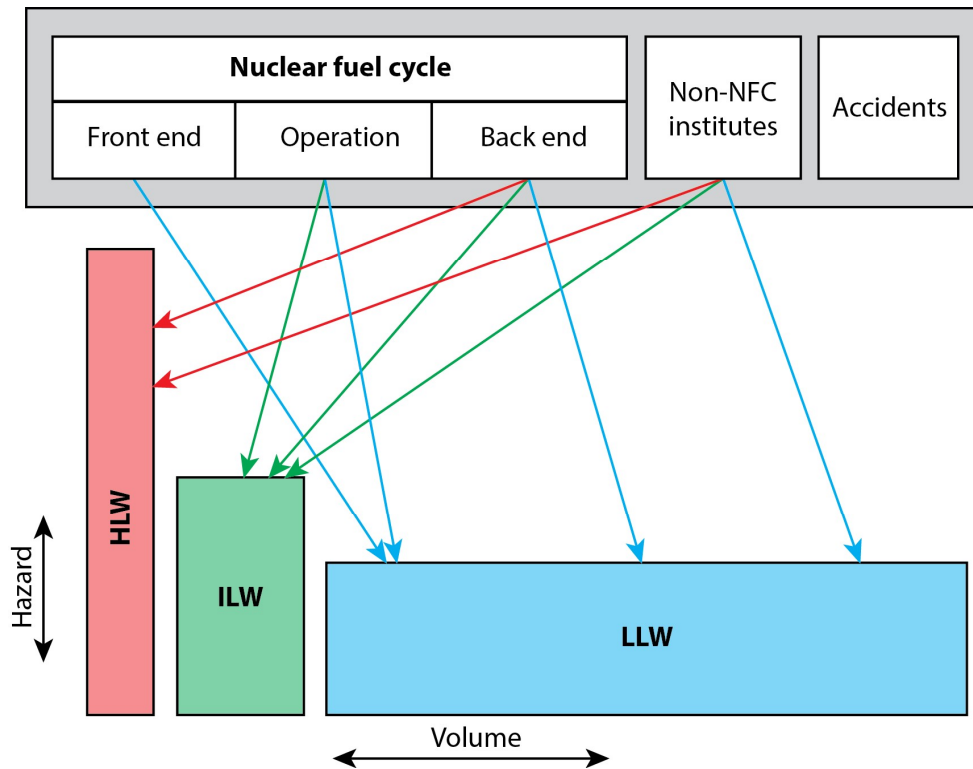 Nuclear fuel cycle
Front end
Operation
Back end
Non-NFC
institutes
Accidents
HLW
ILW
LLW
Hazard
Volume